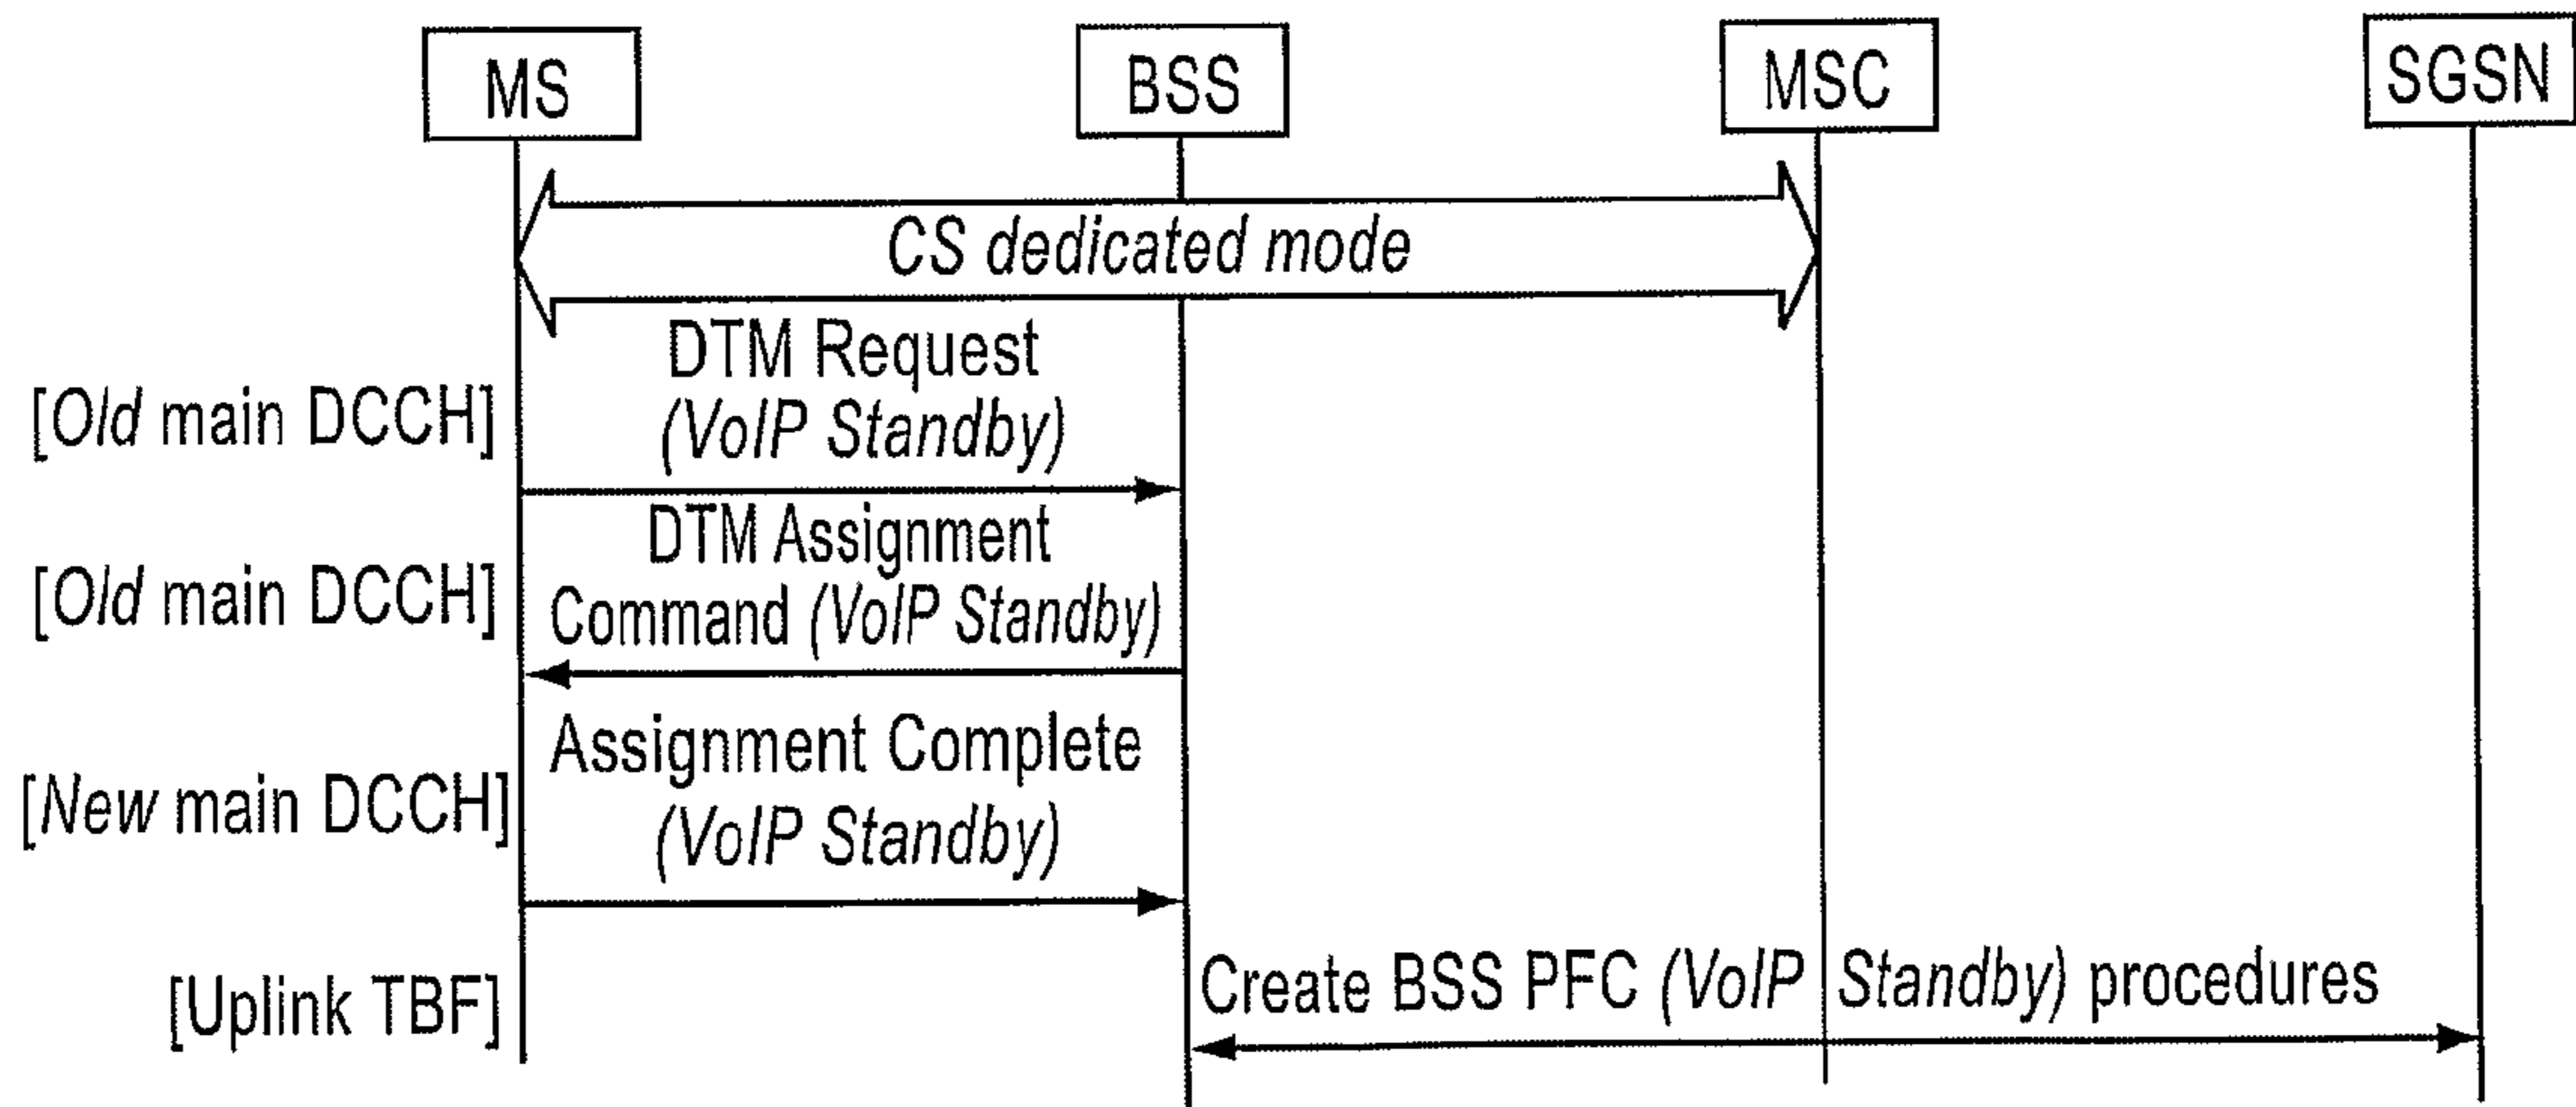 MS
BSS
MSC
SGSN
CS dedicated mode
DTM Request
[Old main DCCH]
(VoIP Standby)
DTM Assignment
[Old main DCCH]
Command (VoIP Standby)
Assignment Complete
[New main DCCH]
(VoIP Standby)
[Uplink TBF]
Create BSS PFC (VoIP Standby) procedures